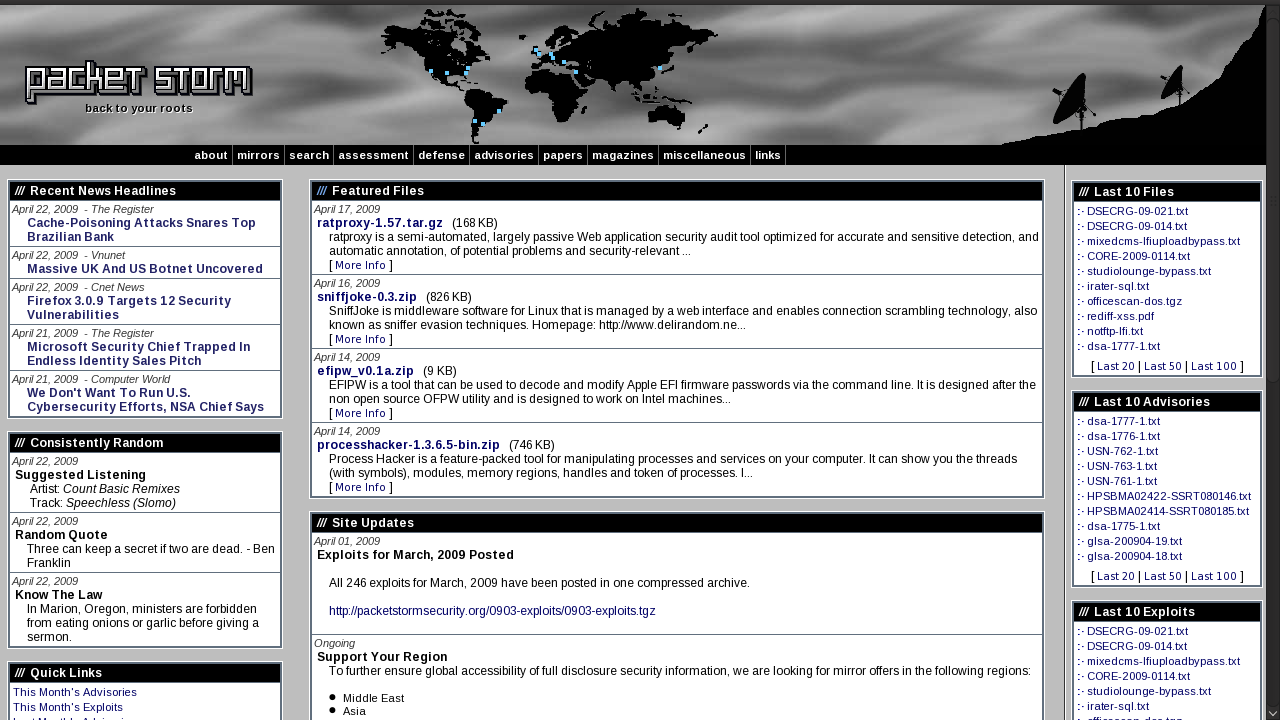 packet storm
back to your roots
about mirrors search assessment defense advisories papers magazines miscellaneous links
/// Recent News Headlines
April 22, 2009 - The Register
Cache-Poisoning Attacks Snares Top
Brazilian Bank
April 22, 2009 - Vnunet
Massive UK And US Botnet Uncovered
April 22, 2009 - Cnet News
Firefox 3.0.9 Targets 12 Security
Vulnerabilities
April 21, 2009 - The Register
Microsoft Security Chief Trapped In
Endless Identity Sales Pitch
April 21, 2009 - Computer World
We Don't Want To Run U.S.
Cybersecurity Efforts, NSA Chief Says
/// Consistently Random
April 22, 2009
Suggested Listening
Artist: Count Basic Remixes
Track: Speechless (Slomo)
April 22, 2009
Random Quote
Three can keep a secret if two are dead. - Ben
Franklin
April 22, 2009
Know The Law
In Marion, Oregon, ministers are forbidden
from eating onions or garlic before giving a
sermon.
/// Quick Links
This Month's Advisories
This Month's Exploits
/// Featured Files
April 17, 2009
ratproxy-1.57.tar.gz (168 KB)
ratproxy is a semi-automated, largely passive Web application security audit tool optimized for accurate and sensitive detection, and
automatic annotation, of potential problems and security-relevant ...
[ More Info ]
April 16, 2009
sniffjoke-0.3.zip (826 KB)
SniffJoke is middleware software for Linux that is managed by a web interface and enables connection scrambling technology, also
known as sniffer evasion techniques. Homepage: http://www.delirandom.ne...
[ More Info ]
April 14, 2009
efipw_v0.1a.zip (9 KB)
EFIPW is a tool that can be used to decode and modify Apple EFI firmware passwords via the command line. It is designed after the
non open source OFPW utility and is designed to work on Intel machines...
[ More Info ]
April 14, 2009
processhacker-1.3.6.5-bin.zip (746 KB)
Process Hacker is a feature-packed tool for manipulating processes and services on your computer. It can show you the threads
(with symbols), modules, memory regions, handles and token of processes. I...
[ More Info ]
/// Site Updates
April 01, 2009
Exploits for March, 2009 Posted
All 246 exploits for March, 2009 have been posted in one compressed archive.
http://packetstormsecurity.org/0903-exploits/0903-exploits.tgz
Ongoing
Support Your Region
To further ensure global accessibility of full disclosure security information, we are looking for mirror offers in the following regions:
● Middle East
● Asia
/// Last 10 Files
:· DSECRG-09-021.txt
:· DSECRG-09-014.txt
:· mixedcms-lfiuploadbypass.txt
:· CORE-2009-0114.txt
:· studiolounge-bypass.txt
:· irater-sql.txt
:· officescan-dos.tgz
:· rediff-xss.pdf
:· notftp-lfi.txt
:· dsa-1777-1.txt
[ Last 20 | Last 50 | Last 100 ]
/// Last 10 Advisories
:· dsa-1777-1.txt
:· dsa-1776-1.txt
:· USN-762-1.txt
:· USN-763-1.txt
:· USN-761-1.txt
:· HPSBMA02422-SSRT080146.txt
:· HPSBMA02414-SSRT080185.txt
:· dsa-1775-1.txt
:· glsa-200904-19.txt
:· glsa-200904-18.txt
[ Last 20 | Last 50 | Last 100 ]
/// Last 10 Exploits
:· DSECRG-09-021.txt
:· DSECRG-09-014.txt
:· mixedcms-lfiuploadbypass.txt
:· CORE-2009-0114.txt
:· studiolounge-bypass.txt
:· irater-sql.txt